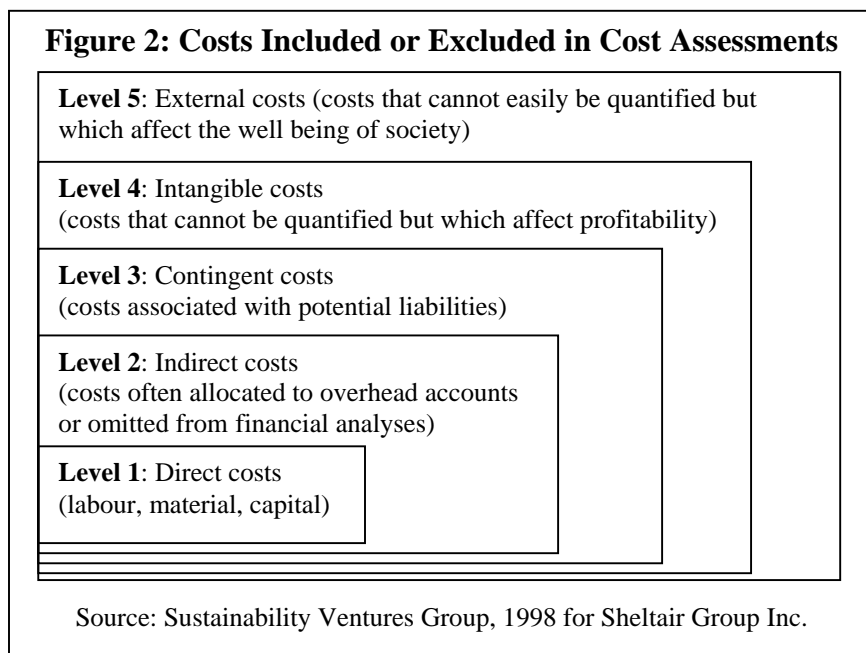 Figure 2: Costs Included or Excluded in Cost Assessments
Level 5: External costs (costs that cannot easily be quantified but
which affect the well being of society)
Level 4: Intangible costs
(costs that cannot be quantified but which affect profitability)
Level 3: Contingent costs
(costs associated with potential liabilities)
Level 2: Indirect costs
(costs often allocated to overhead accounts
or omitted from financial analyses)
Level 1: Direct costs
(labour, material, capital)
Source: Sustainability Ventures Group, 1998 for Sheltair Group Inc.